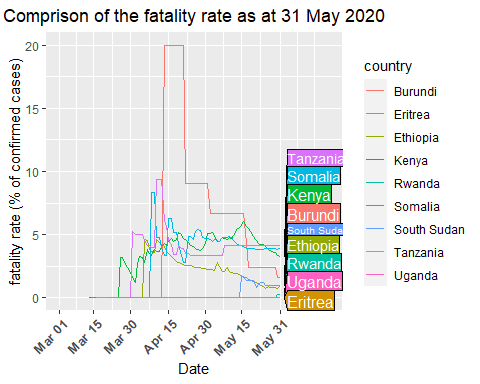 Comprison of the fatality rate as at 31 May 2020
fatality rate (% of confirmed cases)
20
15
10
5
0
Tanzania
Somalia
Kenya
Burundi
South Sudan
Ethiopia
Rwanda
Uganda
Eritrea
Mar 01
Mar 15
Mar 30
Apr 15
Apr 30
May 15
May 31
Date
country
Burundi
Eritrea
Ethiopia
Kenya
Rwanda
Somalia
South Sudan
Tanzania
Uganda